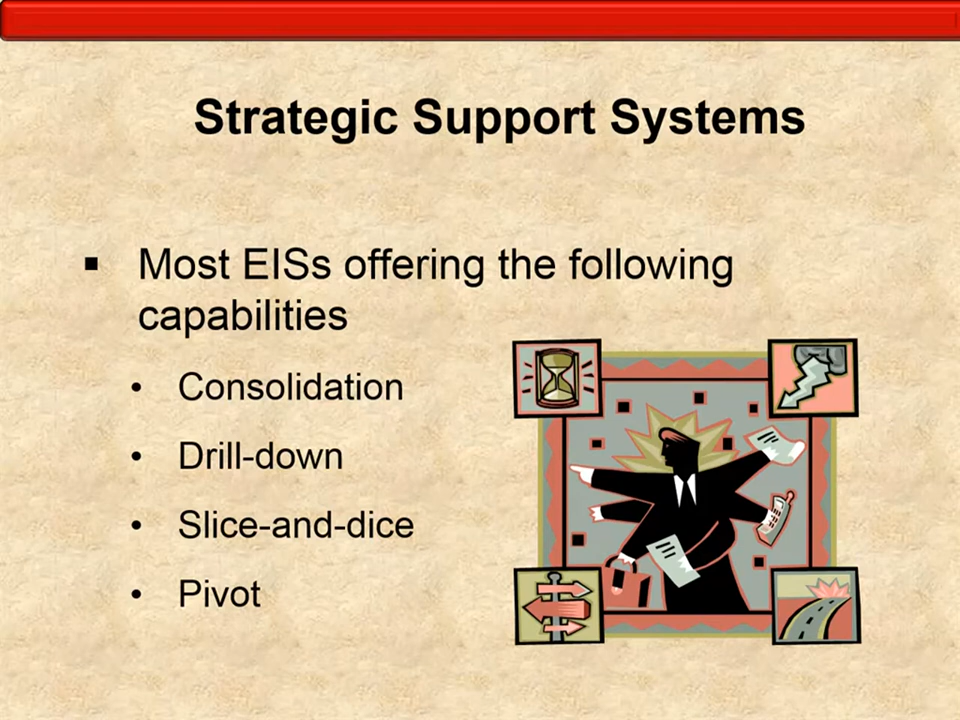 Strategic Support Systems
▪ Most EISs offering the following
capabilities
• Consolidation
• Drill-down
• Slice-and-dice
• Pivot